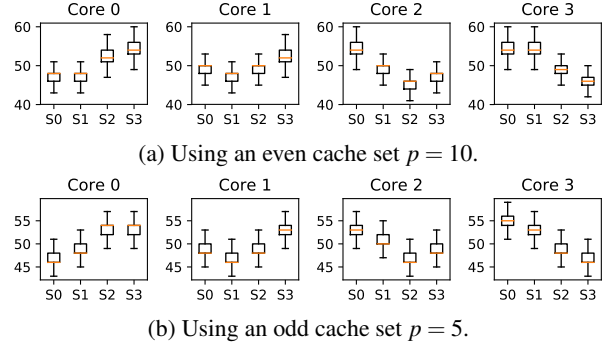 Core 0 Core 1 Core 2 Core 3
60 60 60 60
50 50 50 50
40 40 40 40
S0 S1 S2 S3 S0 S1 S2 S3 S0 S1 S2 S3 S0 S1 S2 S3
(a) Using an even cache set p = 10.
Core 0 Core 1 Core 2 Core 3
55 55 55 55
50 50 50 50
45 45 45 45
S0 S1 S2 S3 S0 S1 S2 S3 S0 S1 S2 S3 S0 S1 S2 S3
(b) Using an odd cache set p = 5.